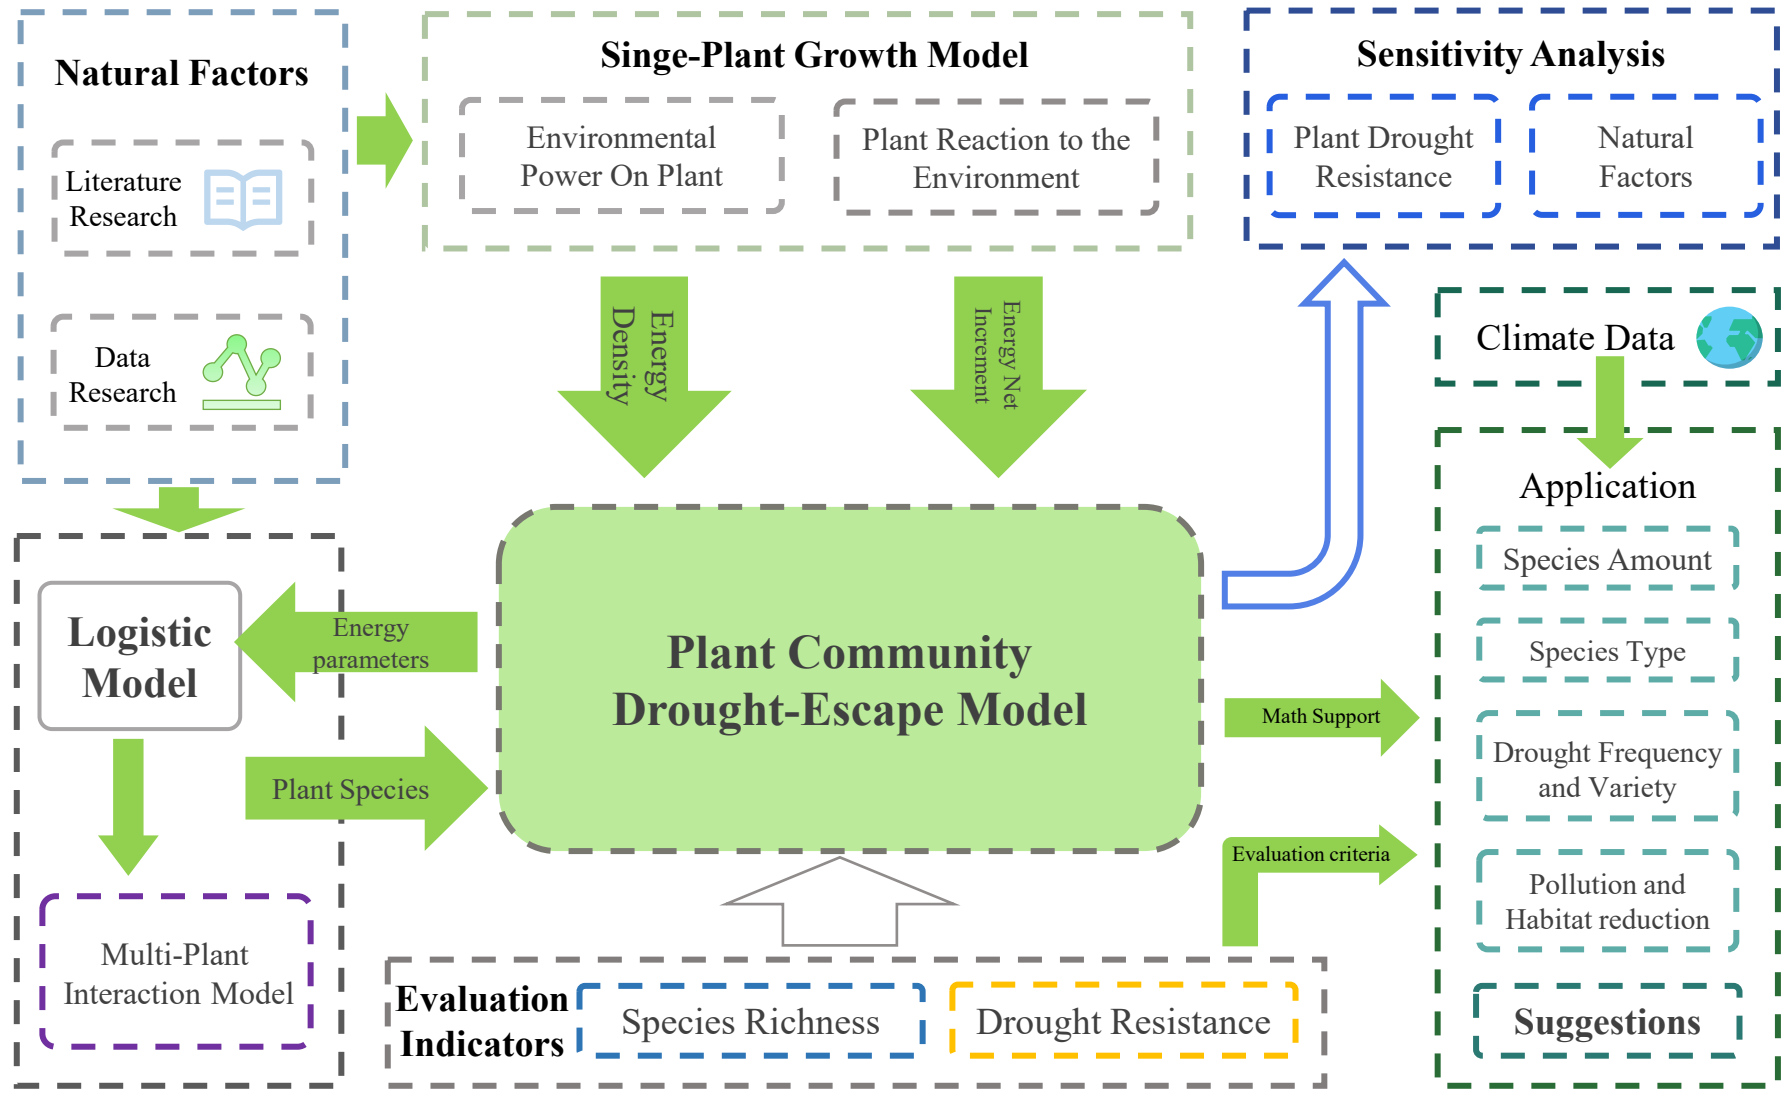 Natural Factors
Literature
Research
Data
Research
Singe-Plant Growth Model
Environmental
Power On Plant
Plant Reaction to the
Environment
Sensitivity Analysis
Plant Drought
Resistance
Natural
Factors
Energy
Density
Energy Net
Increment
Climate Data
Application
Species Amount
Species Type
Drought Frequency
and Variety
Pollution and
Habitat reduction
Suggestions
Logistic
Model
Energy
parameters
Plant Species
Multi-Plant
Interaction Model
Plant Community
Drought-Escape Model
Math Support
Evaluation criteria
Evaluation
Indicators
Species Richness
Drought Resistance